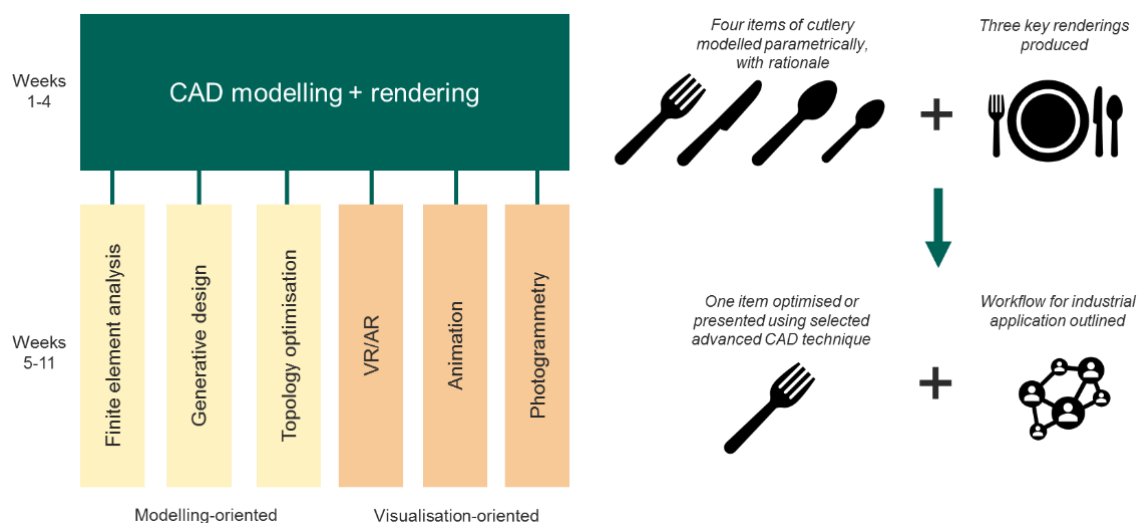 Weeks
1-4
CAD modelling + rendering
Four items of cutlery
modelled parametrically,
with rationale
Three key renderings
produced
Weeks
5-11
Finite element analysis
Generative design
Topology optimisation
VR/AR
Animation
Photogrammetry
Modelling-oriented
Visualisation-oriented
One item optimised or
presented using selected
advanced CAD technique
Workflow for industrial
application outlined